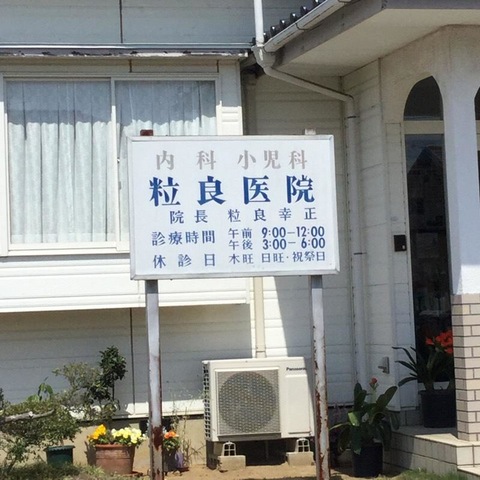 内科 小児科
粒良医院
院長 粒良幸正
診療時間 午前 9:00-12:00
午後 3:00-6:00
休診日 木旺 日旺・祝祭日
Panasonic